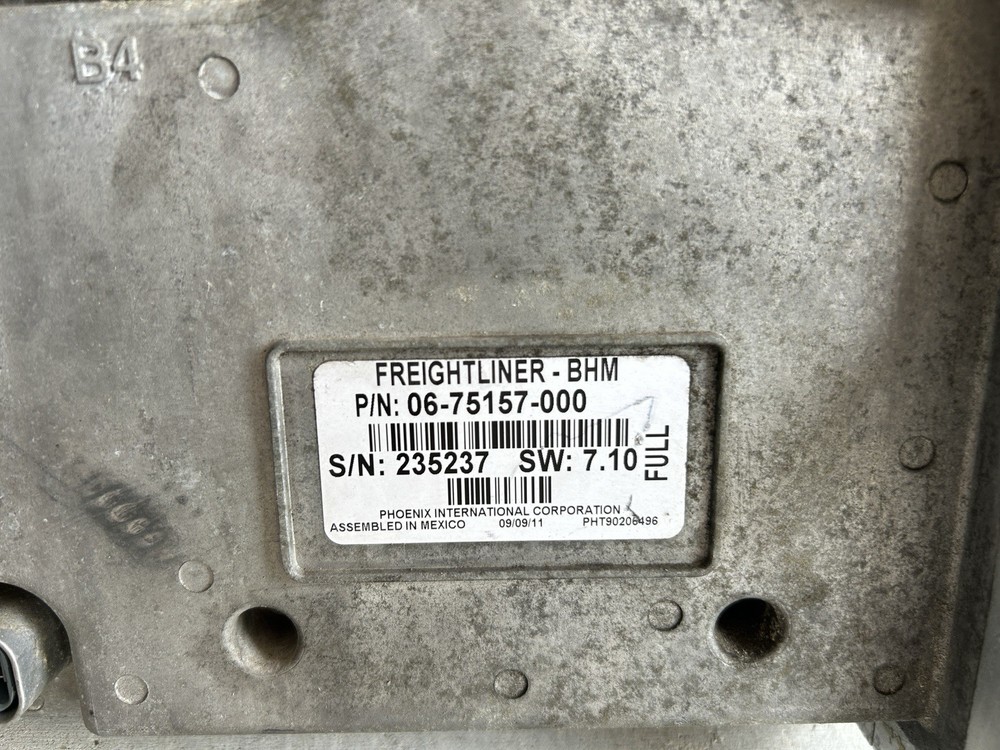 B4
FREIGHTLINER - BHM
P/N: 06-75157-000
S/N: 235237 SW: 7.10
FULL
PHOENIX INTERNATIONAL CORPORATION
ASSEMBLED IN MEXICO 09/09/11 PHT90206496